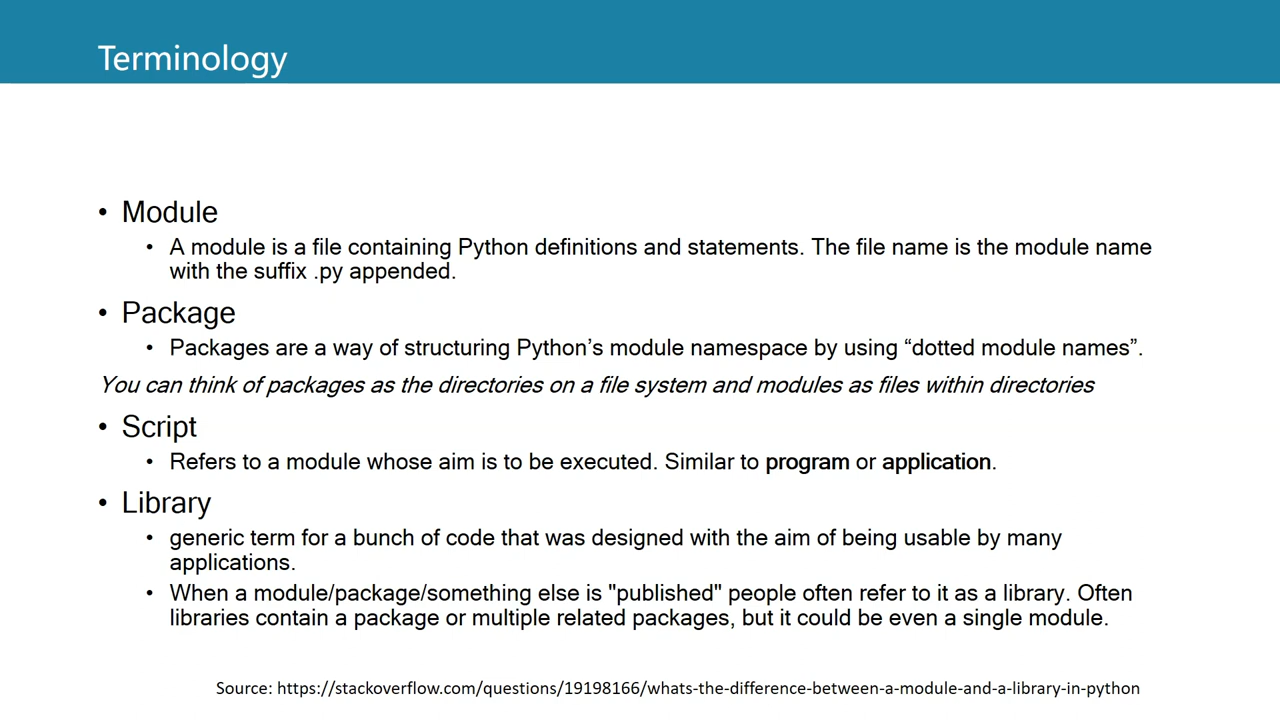 Terminology
• Module
• A module is a file containing Python definitions and statements. The file name is the module name
with the suffix .py appended.
• Package
• Packages are a way of structuring Python’s module namespace by using “dotted module names”.
You can think of packages as the directories on a file system and modules as files within directories
• Script
• Refers to a module whose aim is to be executed. Similar to program or application.
• Library
• generic term for a bunch of code that was designed with the aim of being usable by many
applications.
• When a module/package/something else is "published" people often refer to it as a library. Often
libraries contain a package or multiple related packages, but it could be even a single module.
Source: https://stackoverflow.com/questions/19198166/whats-the-difference-between-a-module-and-a-library-in-python